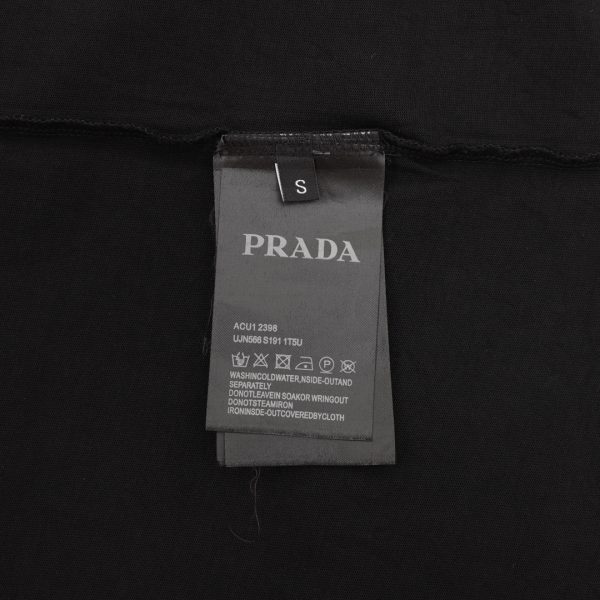 S
PRADA
ACU1 2398
UJN566 S191 1T5U
WASHINCOLDWATER,NSIDE-OUTAND
SEPARATELY
DONOTLEAVEIN SOAKOR WRINGOUT
DONOTSTEAMIRON
IRONINSDE-OUTCOVEREDBYCLOTH